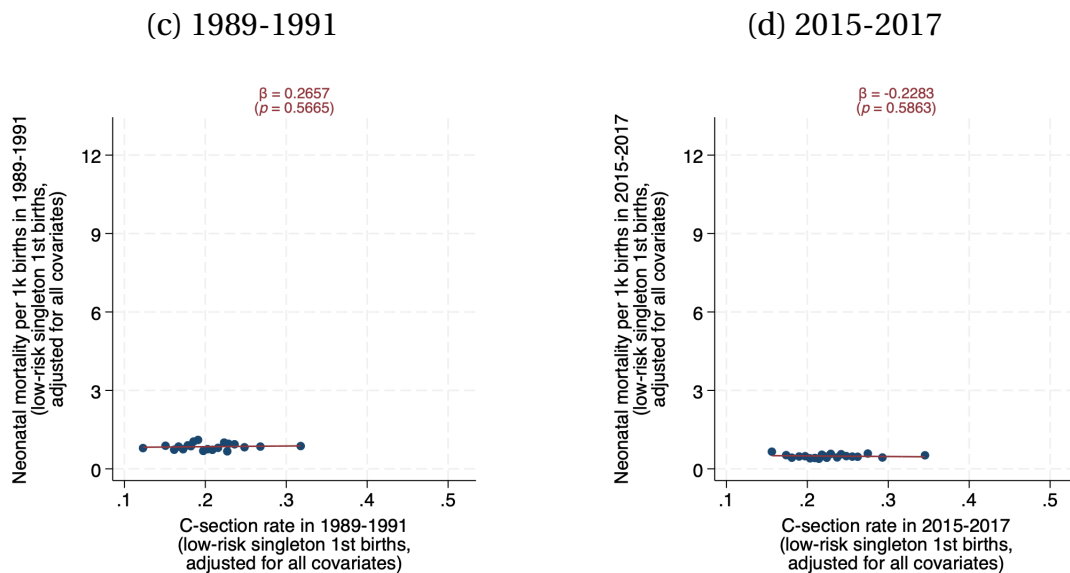 (c) 1989-1991
β = 0.2657
(p = 0.5665)
Neonatal mortality per 1k births in 1989-1991
(low-risk singleton 1st births,
adjusted for all covariates)
12
9
6
3
0
.1 .2 .3 .4 .5
C-section rate in 1989-1991
(low-risk singleton 1st births,
adjusted for all covariates)
(d) 2015-2017
β = -0.2283
(p = 0.5863)
Neonatal mortality per 1k births in 2015-2017
(low-risk singleton 1st births,
adjusted for all covariates)
12
9
6
3
0
.1 .2 .3 .4 .5
C-section rate in 2015-2017
(low-risk singleton 1st births,
adjusted for all covariates)